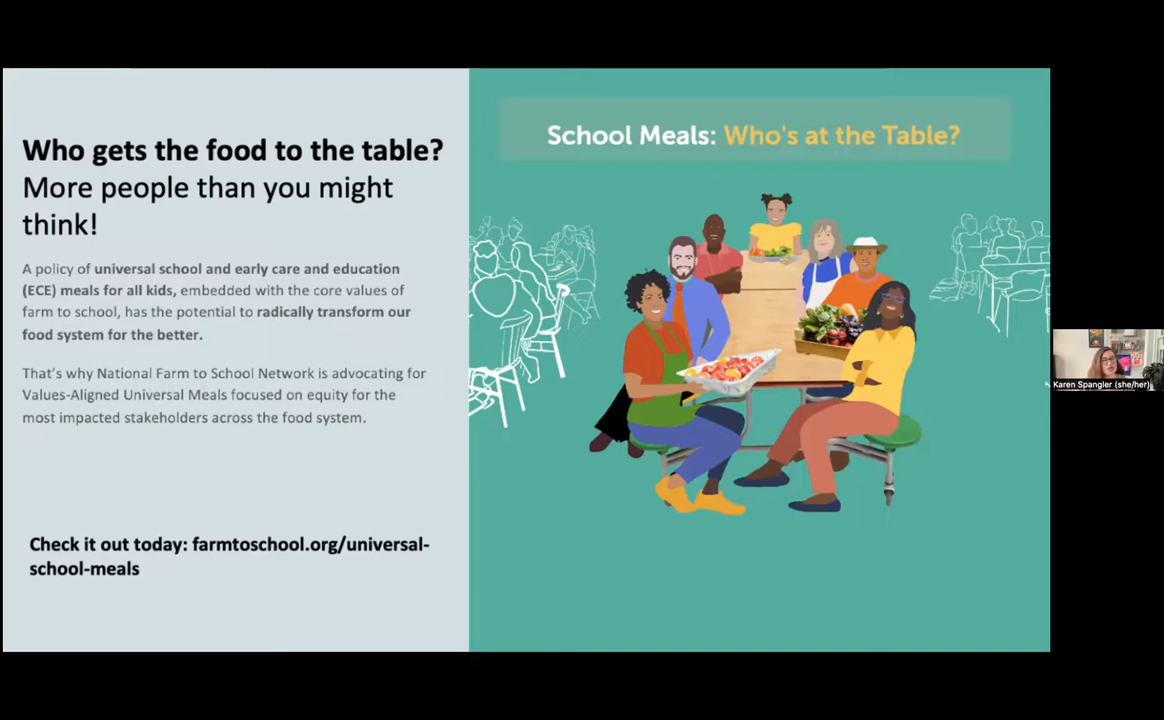 Who gets the food to the table?
More people than you might
think!
A policy of universal school and early care and education
(ECE) meals for all kids, embedded with the core values of
farm to school, has the potential to radically transform our
food system for the better.
That's why National Farm to School Network is advocating for
Values-Aligned Universal Meals focused on equity for the
most impacted stakeholders across the food system.
Check it out today: farmtoschool.org/universal-
school-meals
School Meals: Who's at the Table?
Karen Spangler (she/her)